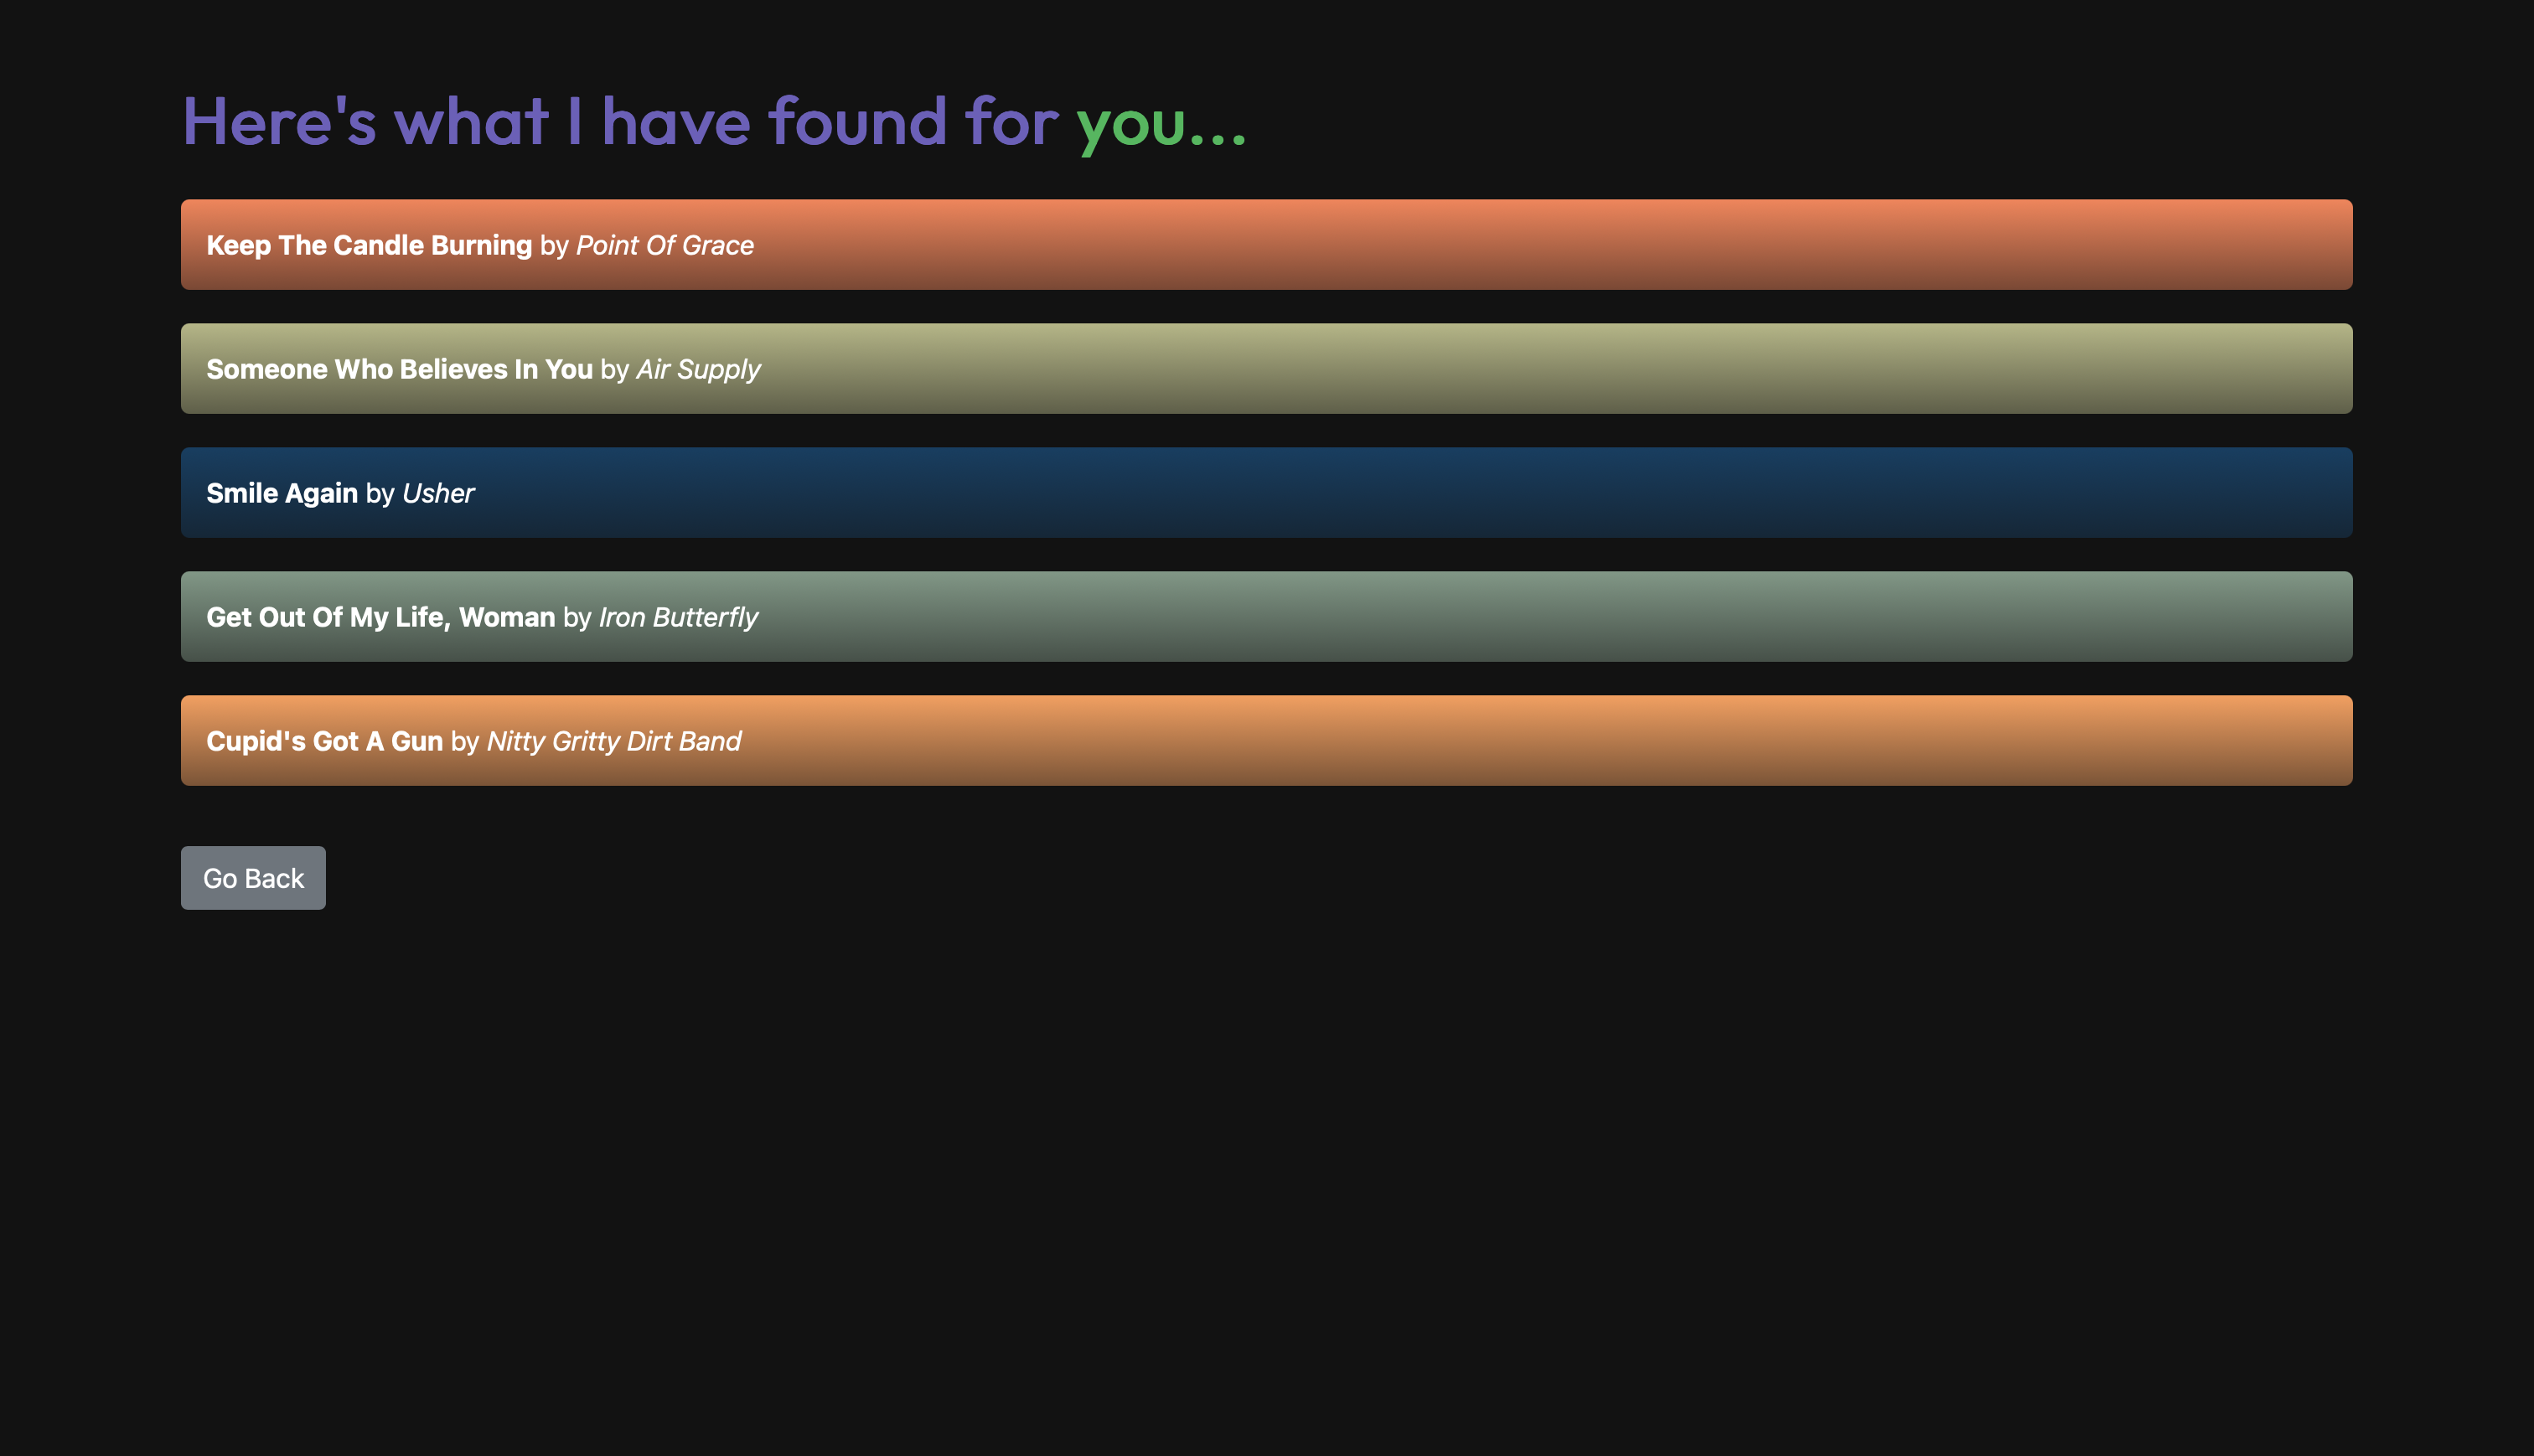 Here's what I have found for you...
Keep The Candle Burning by Point Of Grace
Someone Who Believes In You by Air Supply
Smile Again by Usher
Get Out Of My Life, Woman by Iron Butterfly
Cupid's Got A Gun by Nitty Gritty Dirt Band
Go Back